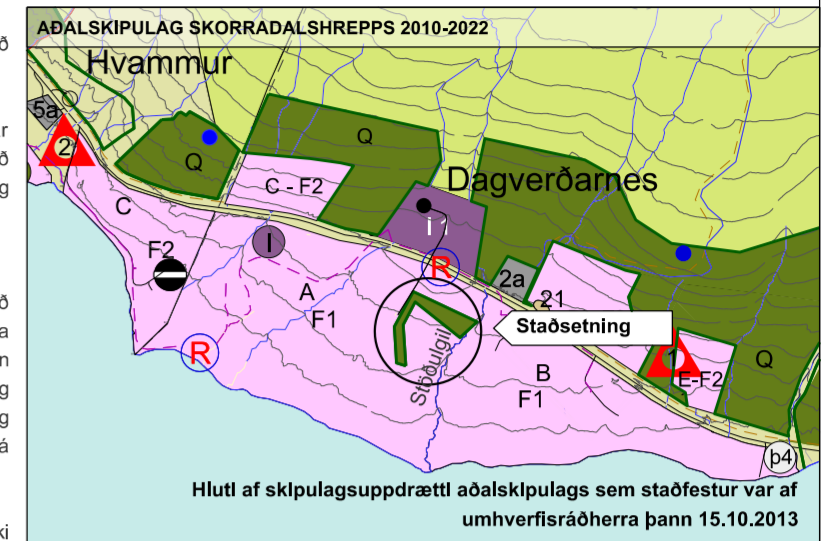 AÐALSKIPULAG SKORRADALSHREPPS 2010-2022
Hvammur
5a
2
Q
Q
C - F2
Dagverðarnes
i1
C
F2
I
A
F1
R
R
2a
21
Staðsetning
Stöðulgil
B
F1
1
E-F2
Q
þ4
Hluti af skipulagsuppdrætti aðalskipulags sem staðfestur var af
umhverfisráðherra þann 15.10.2013